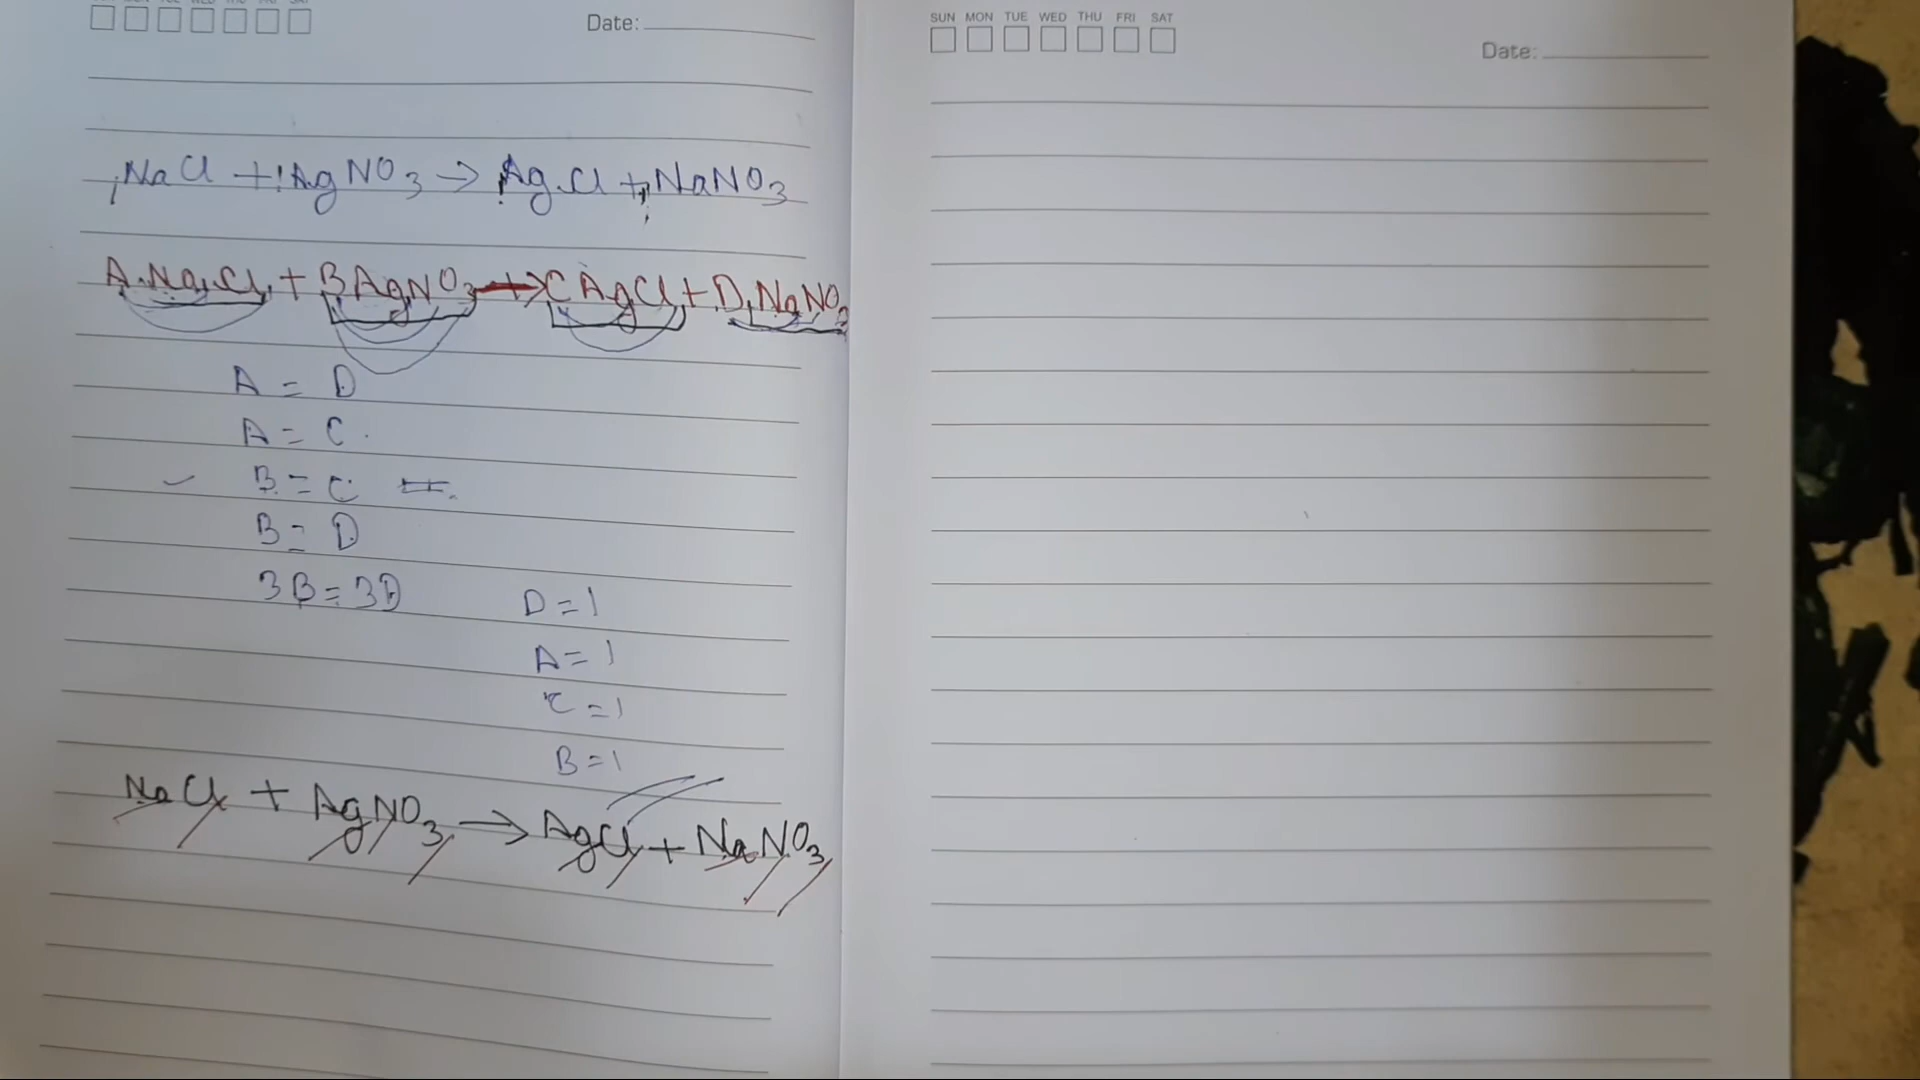 Date:
NaCl + 1AgNO3 → AgCl + NaNO3
A NaCl + B AgNO3 → C AgCl + D NaNO3
A = D
A = C
B = C
B = D
3B = 3D
D = 1
A = 1
C = 1
B = 1
NaCl + AgNO3 → AgCl + NaNO3
SUN MON TUE WED THU FRI SAT
Date: